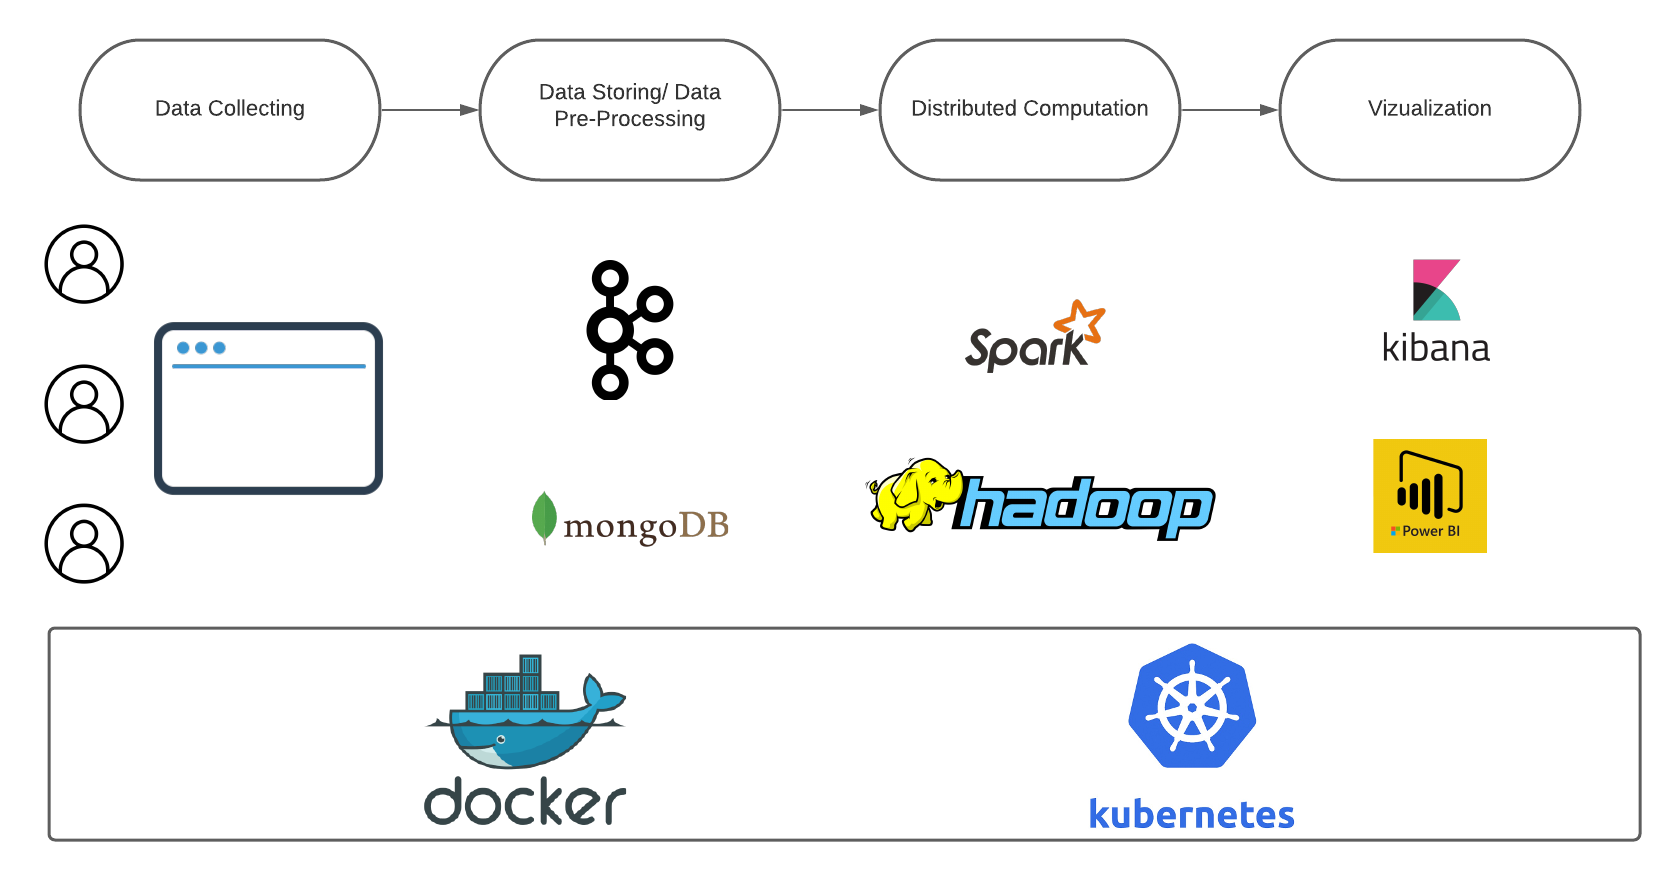 Data Collecting
Data Storing/ Data
Pre-Processing
Distributed Computation
Vizualization
Spark
kibana
mongoDB
hadoop
Power BI
docker
kubernetes